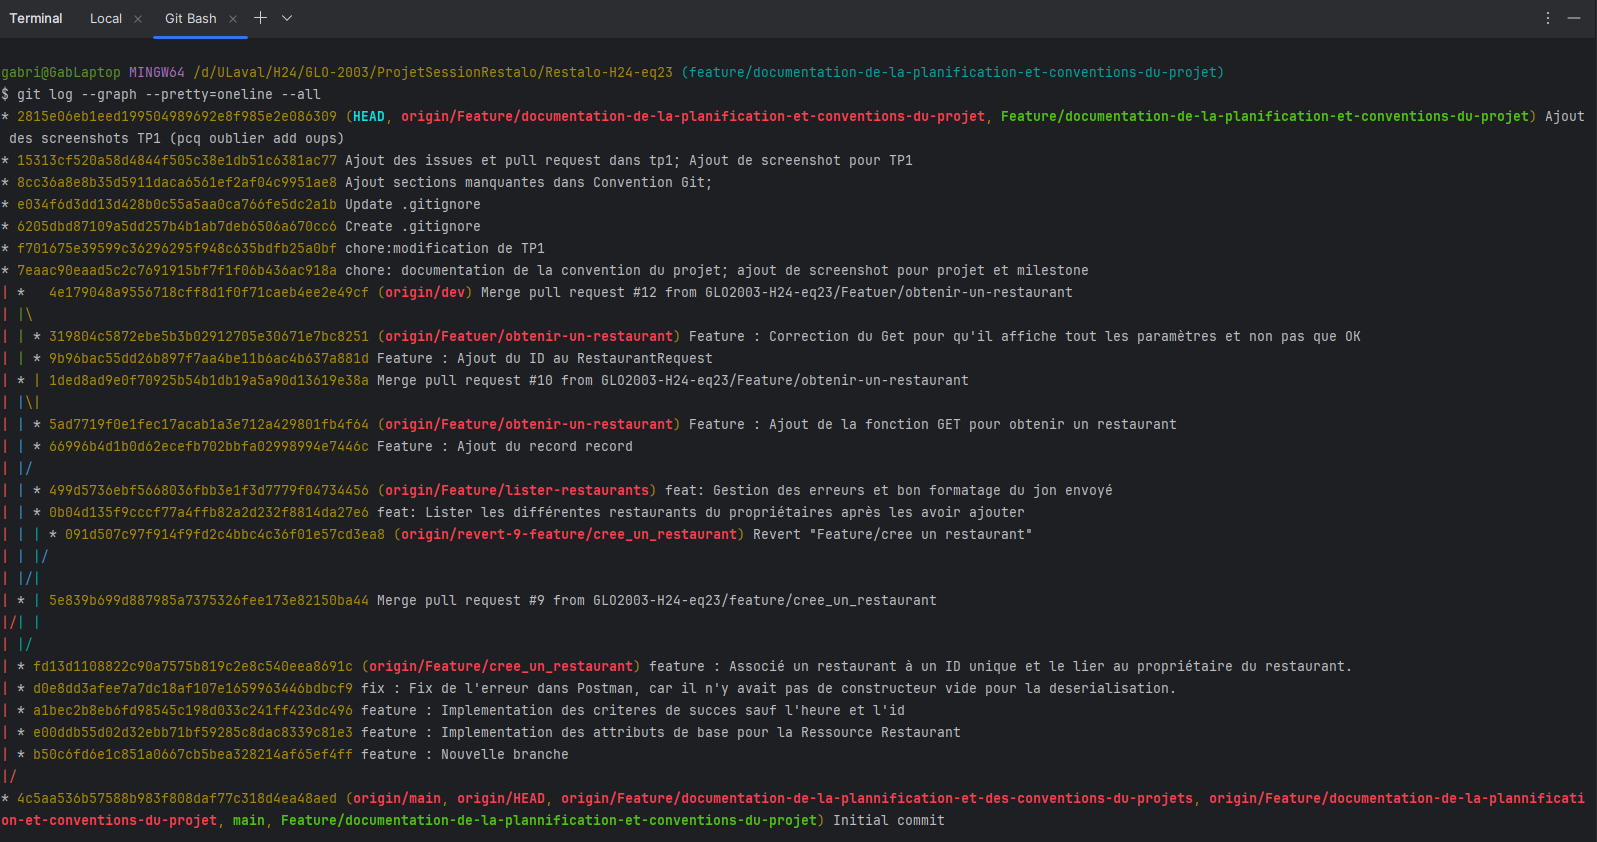 Terminal Local × Git Bash × + ⌄ ⋮ —
gabri@GabLaptop MINGW64 /d/ULaval/H24/GLO-2003/ProjetSessionRestalo/Restalo-H24-eq23 (feature/documentation-de-la-planification-et-conventions-du-projet)
$ git log --graph --pretty=oneline --all
* 2815e06eb1eed199504989692e8f985e2e086309 (HEAD, origin/Feature/documentation-de-la-planification-et-conventions-du-projet, Feature/documentation-de-la-planification-et-conventions-du-projet) Ajout
 des screenshots TP1 (pcq oublier add oups)
* 15313cf520a58d4844f505c38e1db51c6381ac77 Ajout des issues et pull request dans tp1; Ajout de screenshot pour TP1
* 8cc36a8e8b35d5911daca6561ef2af04c9951ae8 Ajout sections manquantes dans Convention Git;
* e034f6d3dd13d428b0c55a5aa0ca766fe5dc2a1b Update .gitignore
* 6205dbd87109a5dd257b4b1ab7deb6506a670cc6 Create .gitignore
* f701675e39599c36296295f948c635bdfb25a0bf chore:modification de TP1
* 7eaac90eaad5c2c7691915bf7f1f06b436ac918a chore: documentation de la convention du projet; ajout de screenshot pour projet et milestone
| *   4e179048a9556718cff8d1f0f71caeb4ee2e49cf (origin/dev) Merge pull request #12 from GLO2003-H24-eq23/Featuer/obtenir-un-restaurant
| |\
| | * 319804c5872ebe5b3b02912705e30671e7bc8251 (origin/Featuer/obtenir-un-restaurant) Feature : Correction du Get pour qu'il affiche tout les paramètres et non pas que OK
| | * 9b96bac55dd26b897f7aa4be11b6ac4b637a881d Feature : Ajout du ID au RestaurantRequest
| * | 1ded8ad9e0f70925b54b1db19a5a90d13619e38a Merge pull request #10 from GLO2003-H24-eq23/Feature/obtenir-un-restaurant
| |\|
| | * 5ad7719f0e1fec17acab1a3e712a429801fb4f64 (origin/Feature/obtenir-un-restaurant) Feature : Ajout de la fonction GET pour obtenir un restaurant
| | * 66996b4d1b0d62ecefb702bbfa02998994e7446c Feature : Ajout du record record
| |/
| | * 499d5736ebf5668036fbb3e1f3d7779f04734456 (origin/Feature/lister-restaurants) feat: Gestion des erreurs et bon formatage du jon envoyé
| | * 0b04d135f9cccf77a4ffb82a2d232f8814da27e6 feat: Lister les différentes restaurants du propriétaires après les avoir ajouter
| | | * 091d507c97f914f9fd2c4bbc4c36f01e57cd3ea8 (origin/revert-9-feature/cree_un_restaurant) Revert "Feature/cree un restaurant"
| | |/
| |/|
| * | 5e839b699d887985a7375326fee173e82150ba44 Merge pull request #9 from GLO2003-H24-eq23/feature/cree_un_restaurant
|/| |
| |/
| * fd13d1108822c90a7575b819c2e8c540eea8691c (origin/Feature/cree_un_restaurant) feature : Associé un restaurant à un ID unique et le lier au propriétaire du restaurant.
| * d0e8dd3afee7a7dc18af107e1659963446bdbcf9 fix : Fix de l'erreur dans Postman, car il n'y avait pas de constructeur vide pour la deserialisation.
| * a1bec2b8eb6fd98545c198d033c241ff423dc496 feature : Implementation des criteres de succes sauf l'heure et l'id
| * e00ddb55d02d32ebb71bf59285c8dac8339c81e3 feature : Implementation des attributs de base pour la Ressource Restaurant
| * b50c6fd6e1c851a0667cb5bea328214af65ef4ff feature : Nouvelle branche
|/
* 4c5aa536b57588b983f808daf77c318d4ea48aed (origin/main, origin/HEAD, origin/Feature/documentation-de-la-plannification-et-des-conventions-du-projets, origin/Feature/documentation-de-la-plannificati
on-et-conventions-du-projet, main, Feature/documentation-de-la-plannification-et-conventions-du-projet) Initial commit